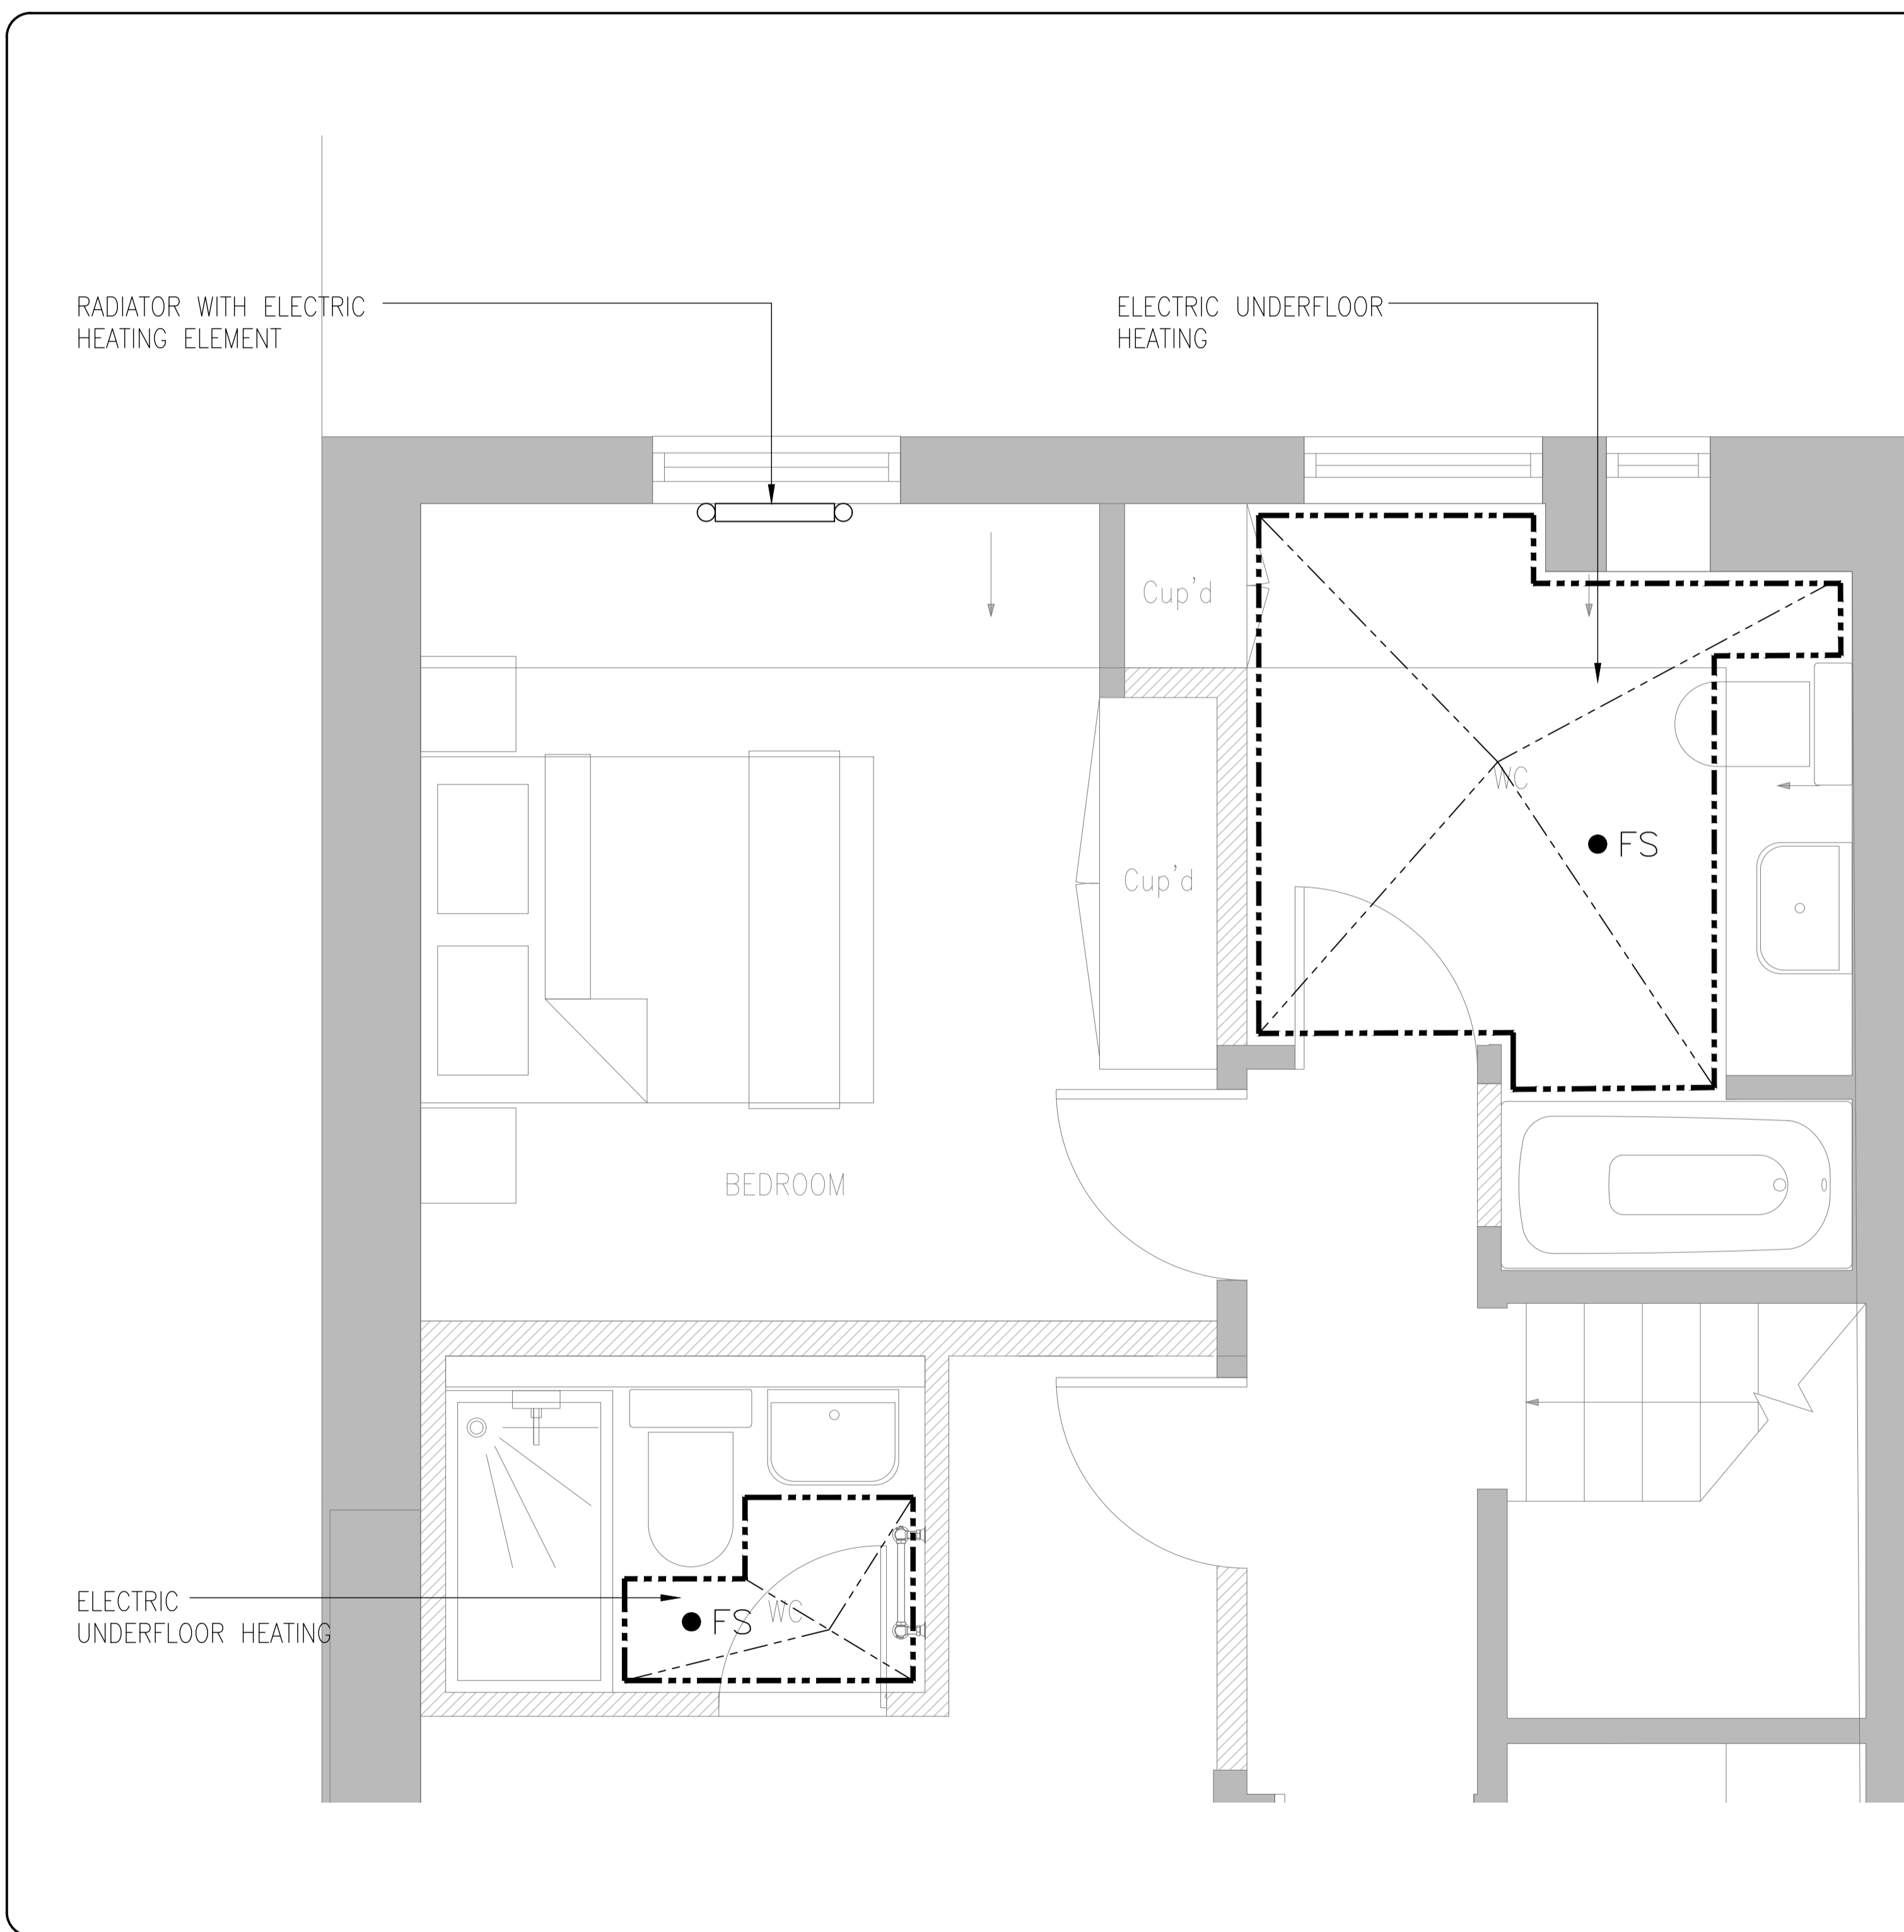 RADIATOR WITH ELECTRIC
HEATING ELEMENT
ELECTRIC UNDERFLOOR
HEATING
Cup'd
WC
FS
Cup'd
BEDROOM
ELECTRIC
UNDERFLOOR HEATING
FS
WC